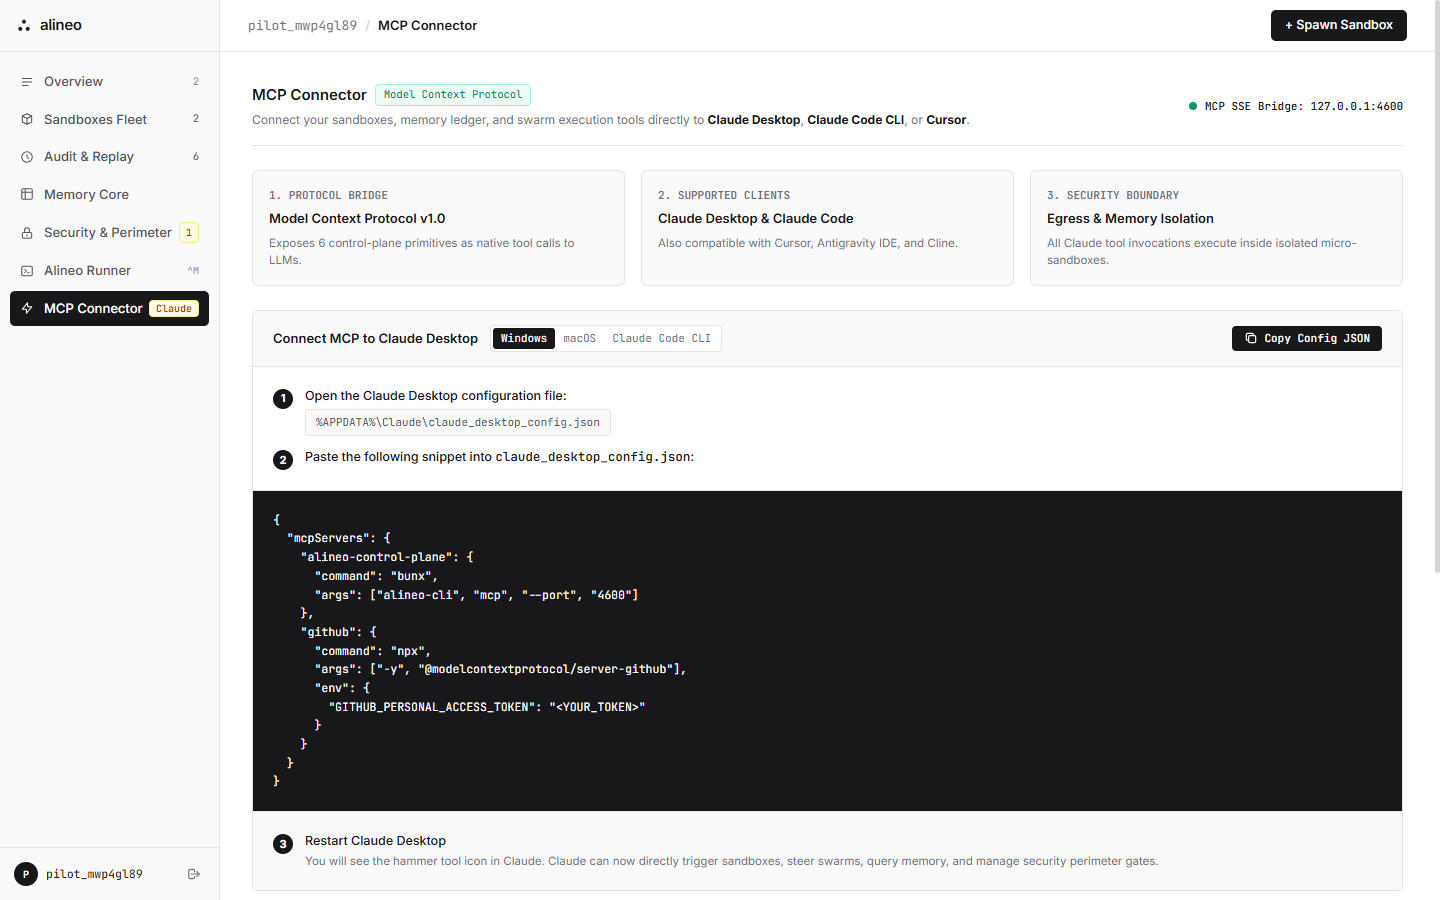 alineo
pilot_mwp4gl89 / MCP Connector
+ Spawn Sandbox
Overview 2
Sandboxes Fleet 2
Audit & Replay 6
Memory Core
Security & Perimeter 1
Alineo Runner ^M
MCP Connector Claude
MCP Connector Model Context Protocol
Connect your sandboxes, memory ledger, and swarm execution tools directly to Claude Desktop, Claude Code CLI, or Cursor.
MCP SSE Bridge: 127.0.0.1:4600
1. PROTOCOL BRIDGE
Model Context Protocol v1.0
Exposes 6 control-plane primitives as native tool calls to
LLMs.
2. SUPPORTED CLIENTS
Claude Desktop & Claude Code
Also compatible with Cursor, Antigravity IDE, and Cline.
3. SECURITY BOUNDARY
Egress & Memory Isolation
All Claude tool invocations execute inside isolated micro-
sandboxes.
Connect MCP to Claude Desktop Windows macOS Claude Code CLI
Copy Config JSON
1 Open the Claude Desktop configuration file:
%APPDATA%\Claude\claude_desktop_config.json
2 Paste the following snippet into claude_desktop_config.json:
{
"mcpServers": {
"alineo-control-plane": {
"command": "bunx",
"args": ["alineo-cli", "mcp", "--port", "4600"]
},
"github": {
"command": "npx",
"args": ["-y", "@modelcontextprotocol/server-github"],
"env": {
"GITHUB_PERSONAL_ACCESS_TOKEN": "<YOUR_TOKEN>"
}
}
}
}
3 Restart Claude Desktop
You will see the hammer tool icon in Claude. Claude can now directly trigger sandboxes, steer swarms, query memory, and manage security perimeter gates.
P pilot_mwp4gl89